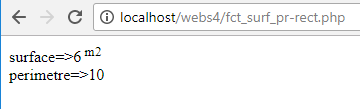 localhost/webs4/fct_surf_pr-rect.php
surface=>6 m2
perimetre=>10